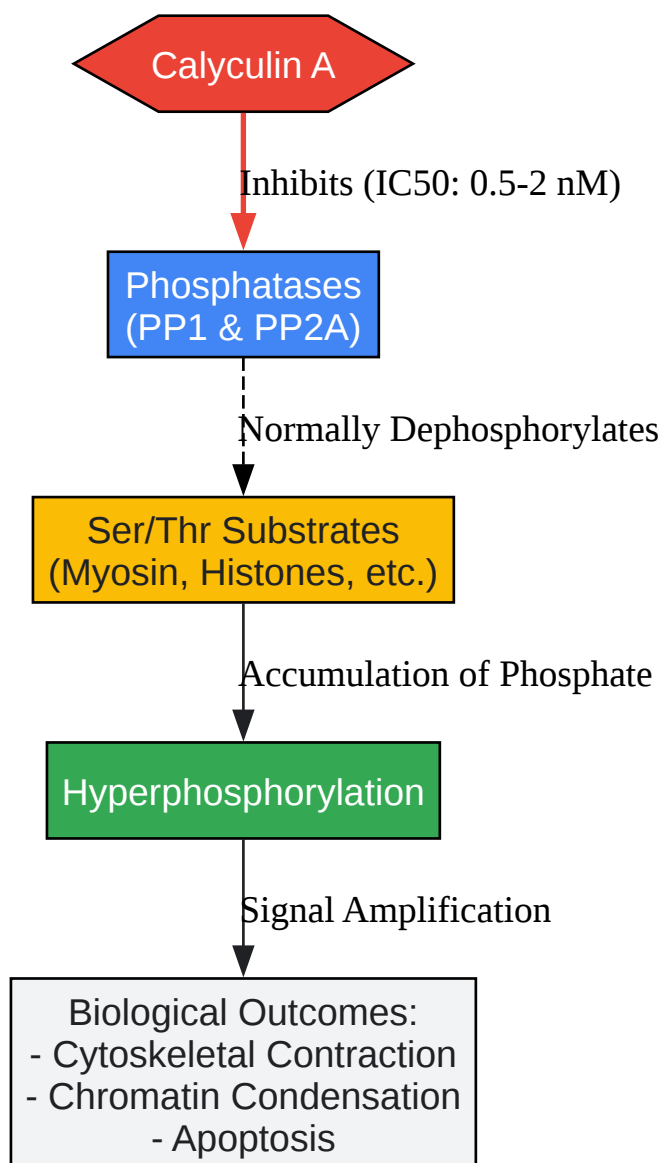 Calyculin A
Inhibits (IC50: 0.5-2 nM)
Phosphatases
(PP1 & PP2A)
Normally Dephosphorylates
Ser/Thr Substrates
(Myosin, Histones, etc.)
Accumulation of Phosphate
Hyperphosphorylation
Signal Amplification
Biological Outcomes:
- Cytoskeletal Contraction
- Chromatin Condensation
- Apoptosis